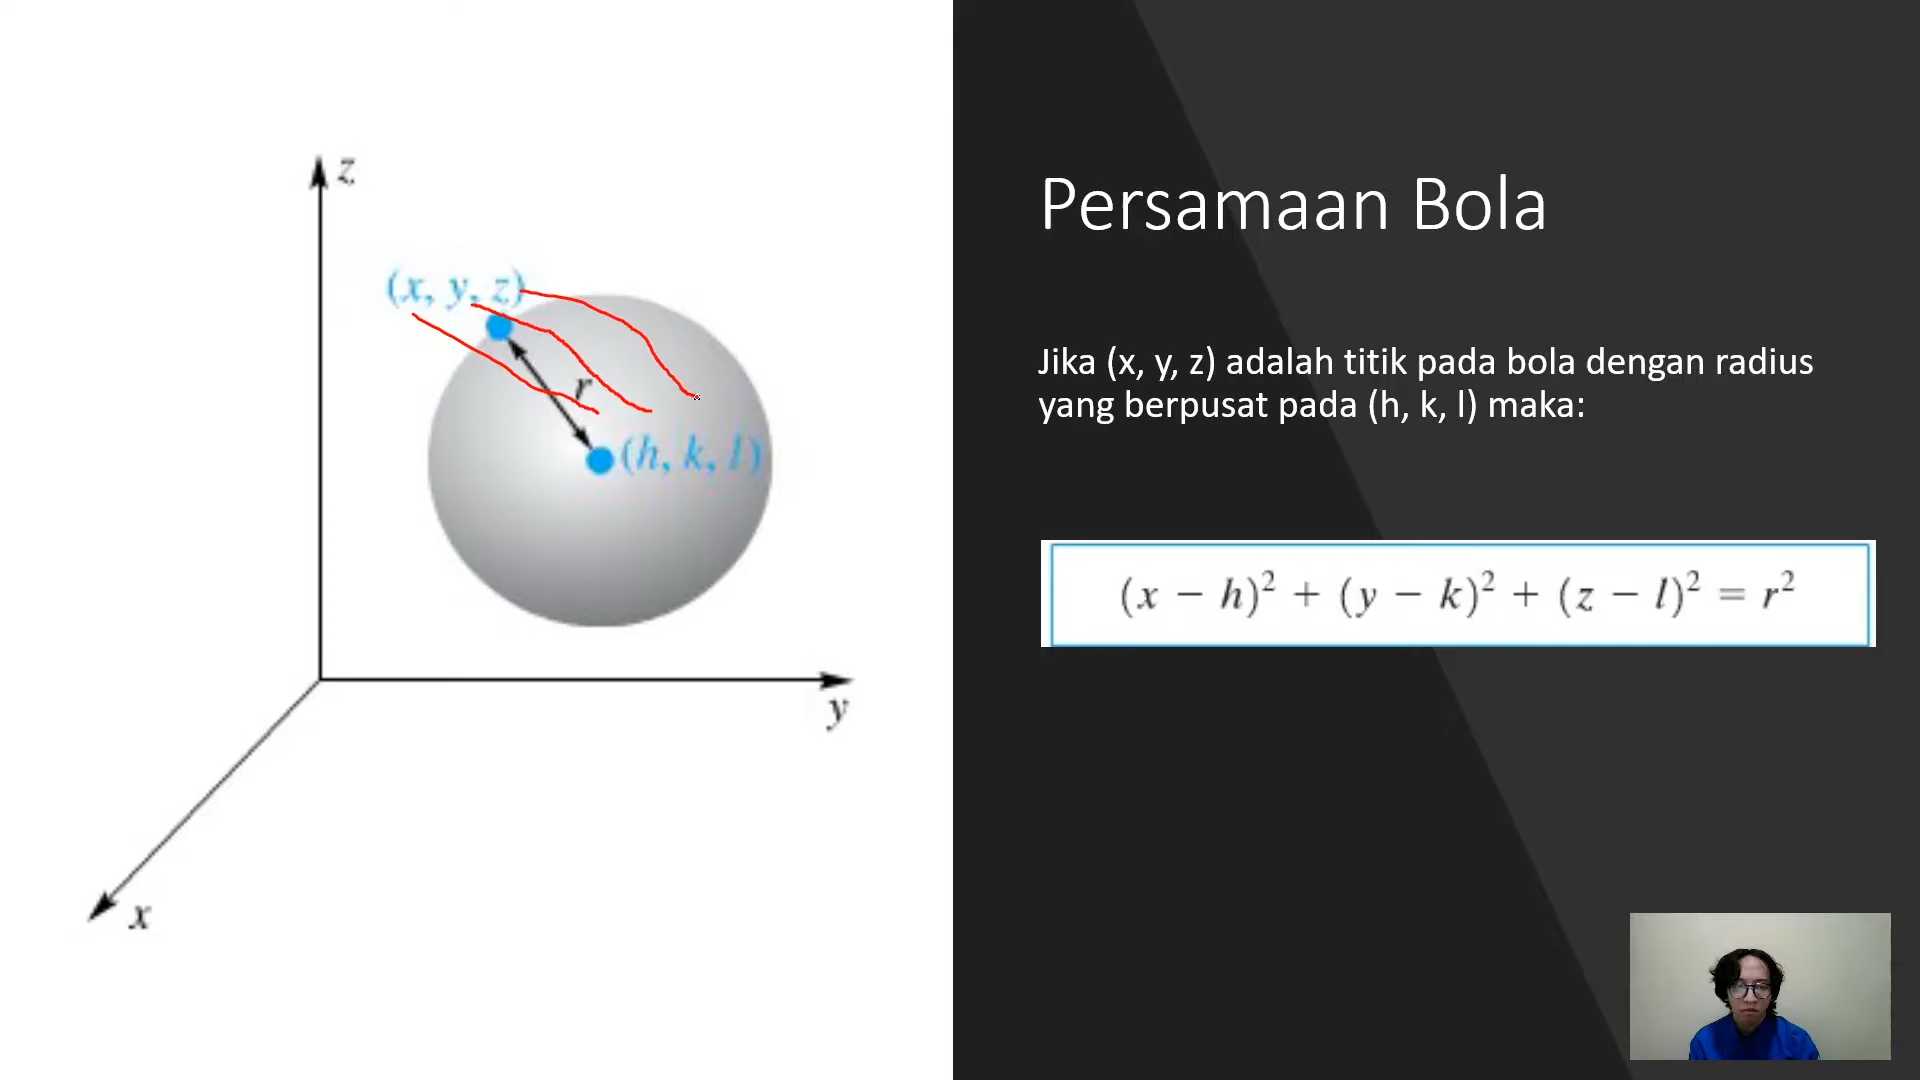 z
(x, y, z)
r
(h, k, l)
y
x
Persamaan Bola
Jika (x, y, z) adalah titik pada bola dengan radius
yang berpusat pada (h, k, l) maka:
(x − h)² + (y − k)² + (z − l)² = r²